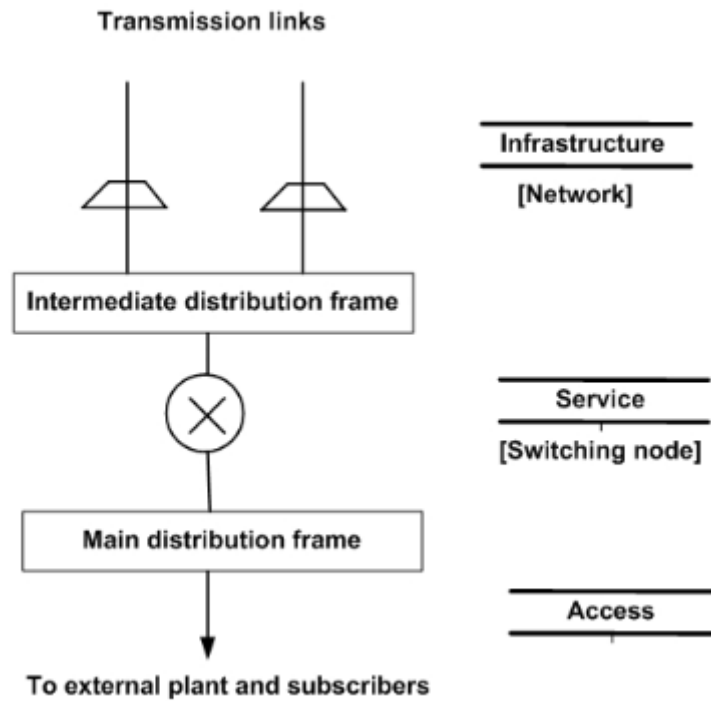 Transmission links
Infrastructure
[Network]
Intermediate distribution frame
Service
[Switching node]
Main distribution frame
Access
To external plant and subscribers